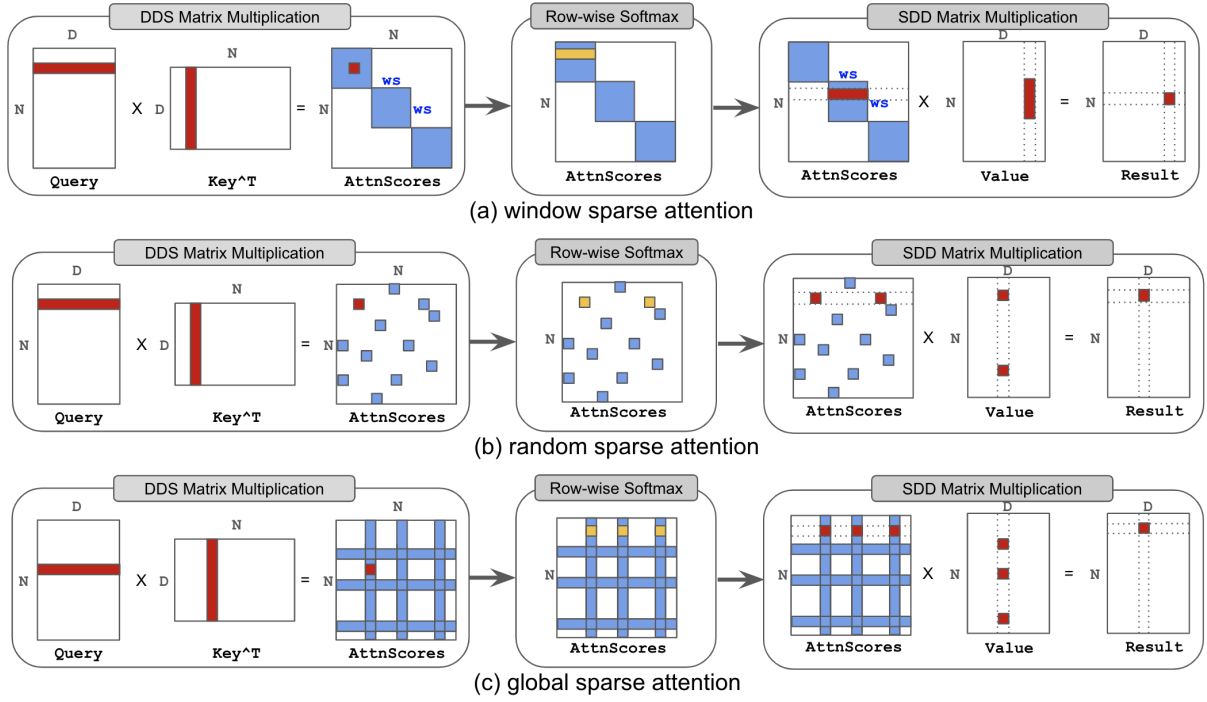 DDS Matrix Multiplication
Row-wise Softmax
SDD Matrix Multiplication
D
N
N
D
D
ws
ws
ws
ws
N
X
D
=
N
N
N
X
N
=
N
Query
Key^T
AttnScores
AttnScores
AttnScores
Value
Result
(a) window sparse attention
DDS Matrix Multiplication
Row-wise Softmax
SDD Matrix Multiplication
D
N
N
D
D
N
X
D
=
N
N
N
X
N
=
N
Query
Key^T
AttnScores
AttnScores
AttnScores
Value
Result
(b) random sparse attention
DDS Matrix Multiplication
Row-wise Softmax
SDD Matrix Multiplication
D
N
N
D
D
N
X
D
=
N
N
N
X
N
=
N
Query
Key^T
AttnScores
AttnScores
AttnScores
Value
Result
(c) global sparse attention